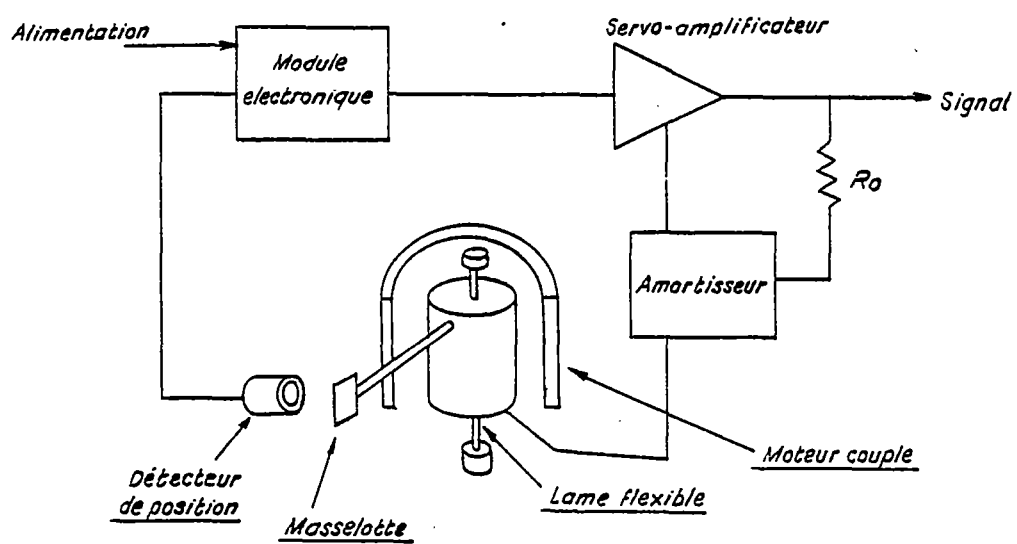 Alimentation
Servo-amplificateur
Module
electronique
Signal
Ro
Amortisseur
Moteur couple
Détecteur
de position
Lame flexible
Masselotte